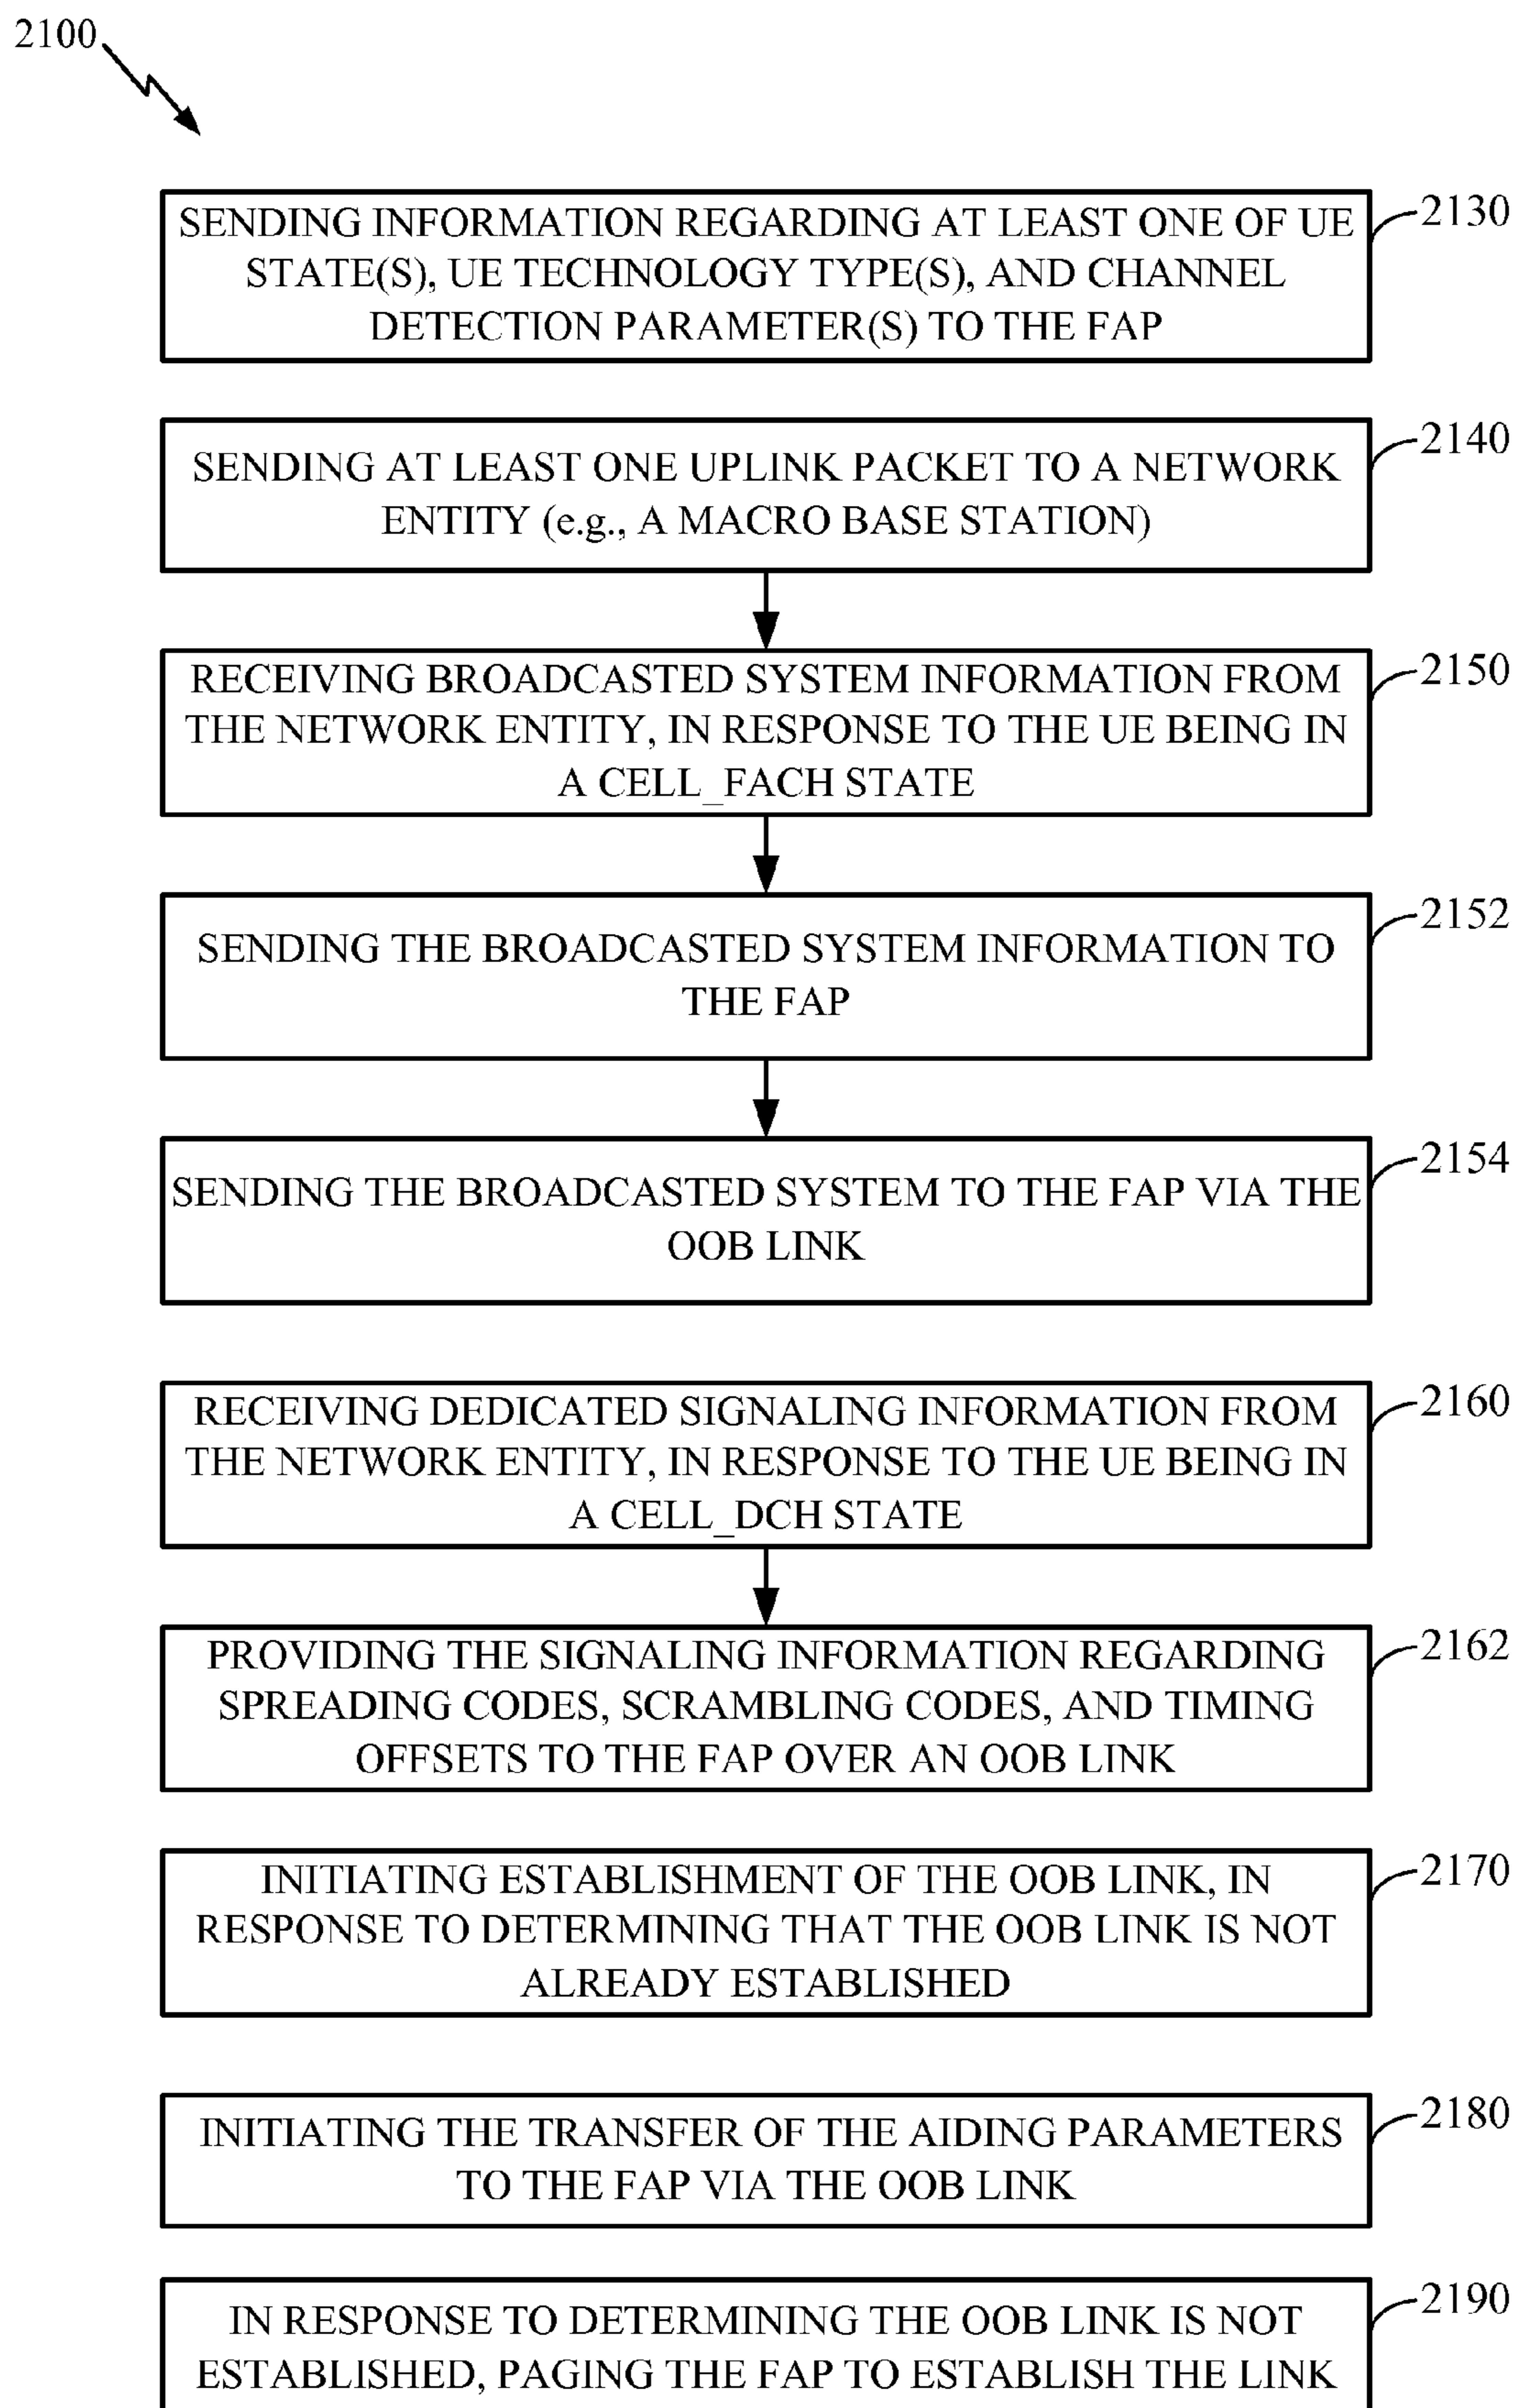 2100
SENDING INFORMATION REGARDING AT LEAST ONE OF UE
STATE(S), UE TECHNOLOGY TYPE(S), AND CHANNEL
DETECTION PARAMETER(S) TO THE FAP
2130
SENDING AT LEAST ONE UPLINK PACKET TO A NETWORK
ENTITY (e.g., A MACRO BASE STATION)
2140
RECEIVING BROADCASTED SYSTEM INFORMATION FROM
THE NETWORK ENTITY, IN RESPONSE TO THE UE BEING IN
A CELL_FACH STATE
2150
SENDING THE BROADCASTED SYSTEM INFORMATION TO
THE FAP
2152
SENDING THE BROADCASTED SYSTEM TO THE FAP VIA THE
OOB LINK
2154
RECEIVING DEDICATED SIGNALING INFORMATION FROM
THE NETWORK ENTITY, IN RESPONSE TO THE UE BEING IN
A CELL_DCH STATE
2160
PROVIDING THE SIGNALING INFORMATION REGARDING
SPREADING CODES, SCRAMBLING CODES, AND TIMING
OFFSETS TO THE FAP OVER AN OOB LINK
2162
INITIATING ESTABLISHMENT OF THE OOB LINK, IN
RESPONSE TO DETERMINING THAT THE OOB LINK IS NOT
ALREADY ESTABLISHED
2170
INITIATING THE TRANSFER OF THE AIDING PARAMETERS
TO THE FAP VIA THE OOB LINK
2180
IN RESPONSE TO DETERMINING THE OOB LINK IS NOT
ESTABLISHED, PAGING THE FAP TO ESTABLISH THE LINK
2190